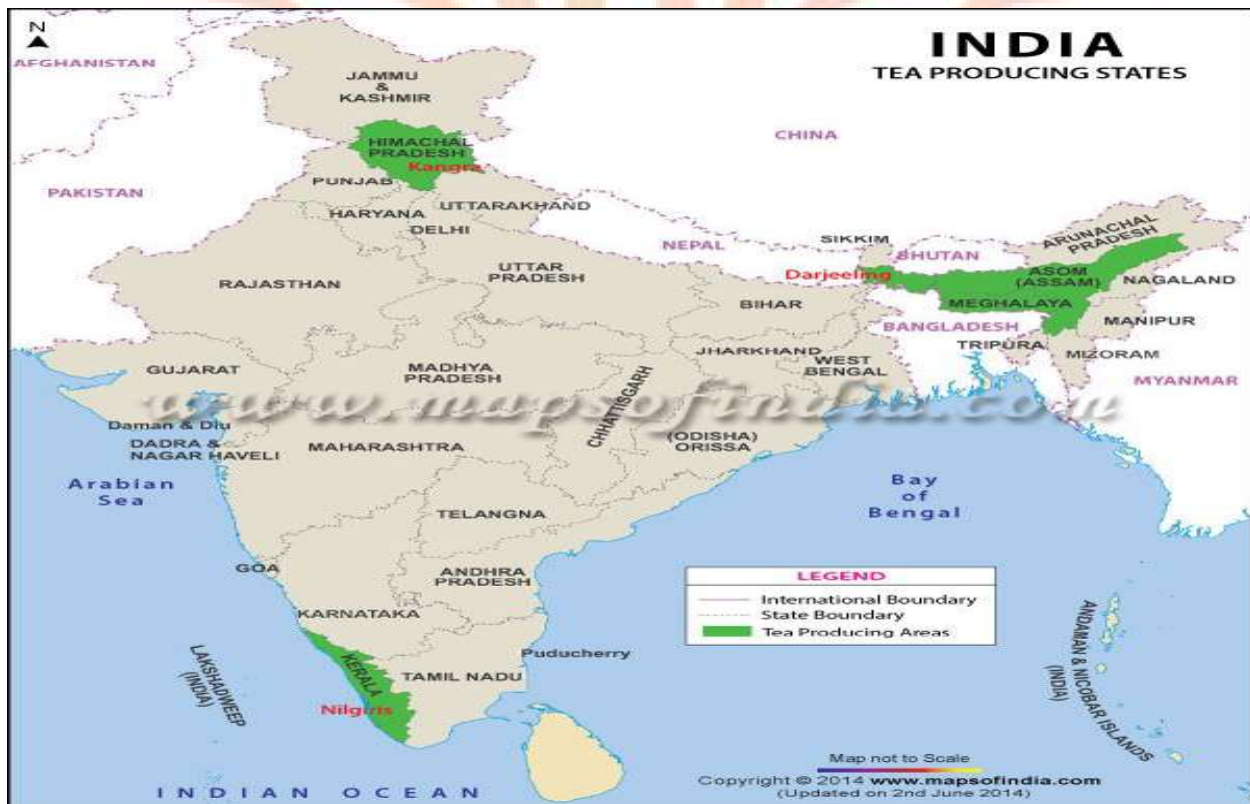 N
INDIA
TEA PRODUCING STATES
AFGHANISTAN
JAMMU
&
KASHMIR
CHINA
HIMACHAL
PRADESH
Kangra
PAKISTAN
PUNJAB
UTTARAKHAND
HARYANA
DELHI
NEPAL
SIKKIM
BHUTAN
ARUNACHAL
PRADESH
RAJASTHAN
UTTAR
PRADESH
Darjeeling
ASOM
(ASSAM)
NAGALAND
BIHAR
MEGHALAYA
MANIPUR
BANGLADESH
TRIPURA
MIZORAM
GUJARAT
MADHYA
PRADESH
JHARKHAND
WEST
BENGAL
MYANMAR
www.mapsofindia.com
CHHATTISGARH
Daman & Diu
DADRA &
NAGAR HAVELI
MAHARASHTRA
(ODISHA)
ORISSA
Arabian
Sea
Bay
of
Bengal
TELANGNA
GOA
ANDHRA
PRADESH
KARNATAKA
LEGEND
International Boundary
State Boundary
Tea Producing Areas
Puducherry
LAKSHADWEEP
(INDIA)
KERALA
TAMIL NADU
Nilgiris
ANDAMAN & NICOBAR ISLANDS
(INDIA)
Map not to Scale
Copyright © 2014 www.mapsofindia.com
(Updated on 2nd June 2014)
INDIAN OCEAN